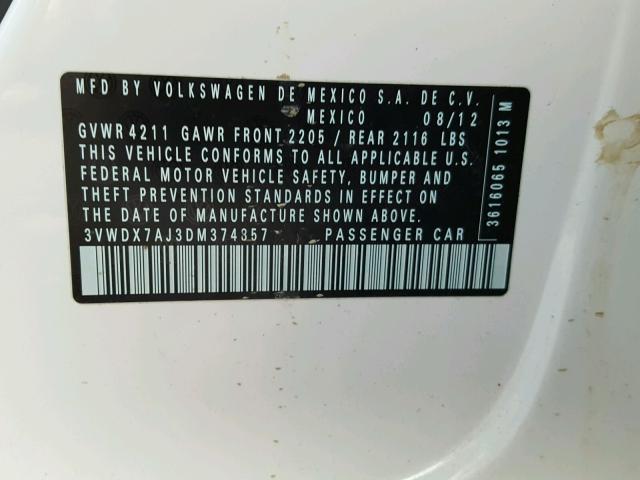 MFD BY VOLKSWAGEN DE MEXICO S.A. DE C.V.
MEXICO 08/12
GVWR 4211 GAWR FRONT 2205 / REAR 2116 LBS
THIS VEHICLE CONFORMS TO ALL APPLICABLE U.S.
FEDERAL MOTOR VEHICLE SAFETY, BUMPER AND
THEFT PREVENTION STANDARDS IN EFFECT ON
THE DATE OF MANUFACTURE SHOWN ABOVE.
3VWDX7AJ3DM374857 PASSENGER CAR
3616065 1013 M